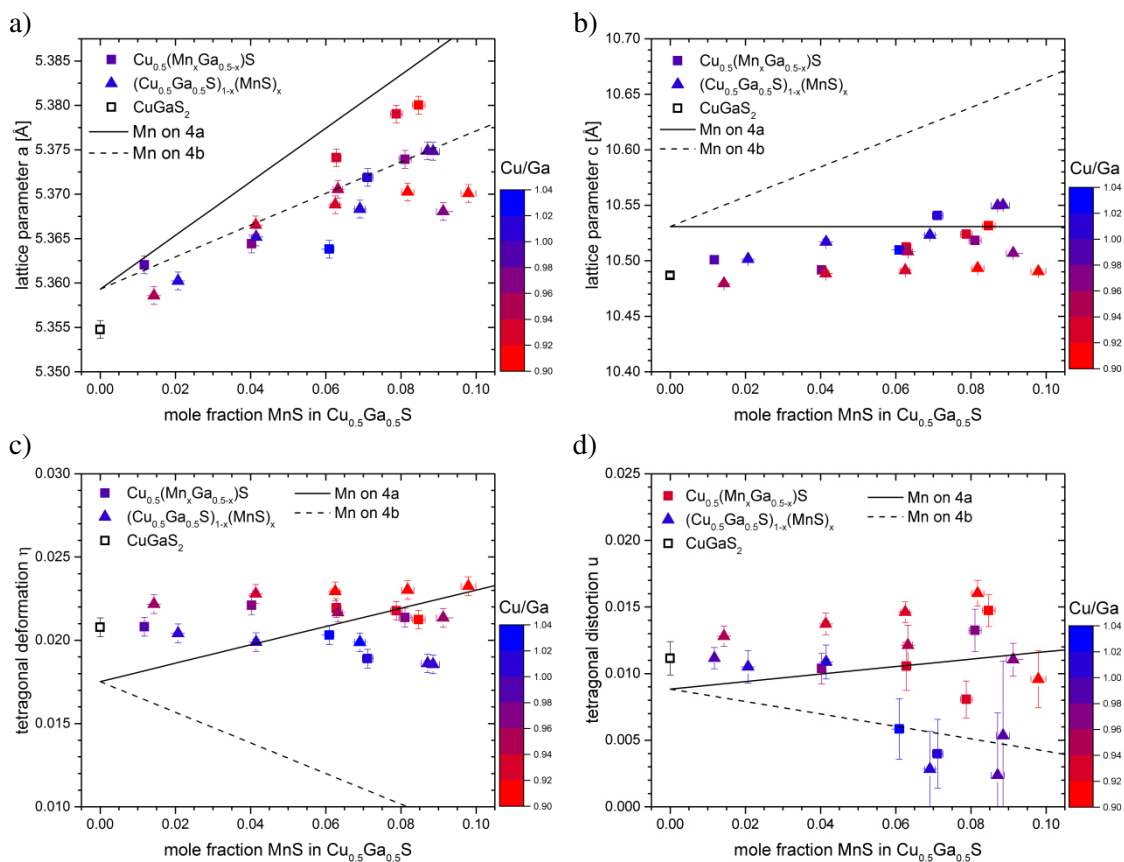 a)
5.385
5.380
5.375
5.370
5.365
5.360
5.355
5.350
lattice parameter a [Å]
Cu0.5(MnxGa0.5-x)S
(Cu0.5Ga0.5S)1-x(MnS)x
CuGaS2
Mn on 4a
Mn on 4b
Cu/Ga
1.04
1.02
1.00
0.98
0.96
0.94
0.92
0.90
0.00 0.02 0.04 0.06 0.08 0.10
mole fraction MnS in Cu0.5Ga0.5S
b)
10.70
10.65
10.60
10.55
10.50
10.45
10.40
lattice parameter c [Å]
Cu0.5(MnxGa0.5-x)S
(Cu0.5Ga0.5S)1-x(MnS)x
CuGaS2
Mn on 4a
Mn on 4b
Cu/Ga
1.04
1.02
1.00
0.98
0.96
0.94
0.92
0.90
0.00 0.02 0.04 0.06 0.08 0.10
mole fraction MnS in Cu0.5Ga0.5S
c)
0.030
0.025
0.020
0.015
0.010
tetragonal deformation η
Cu0.5(MnxGa0.5-x)S
(Cu0.5Ga0.5S)1-x(MnS)x
CuGaS2
Mn on 4a
Mn on 4b
Cu/Ga
1.04
1.02
1.00
0.98
0.96
0.94
0.92
0.90
0.00 0.02 0.04 0.06 0.08 0.10
mole fraction MnS in Cu0.5Ga0.5S
d)
0.025
0.020
0.015
0.010
0.005
0.000
tetragonal distortion u
Cu0.5(MnxGa0.5-x)S
(Cu0.5Ga0.5S)1-x(MnS)x
CuGaS2
Mn on 4a
Mn on 4b
Cu/Ga
1.04
1.02
1.00
0.98
0.96
0.94
0.92
0.90
0.00 0.02 0.04 0.06 0.08 0.10
mole fraction MnS in Cu0.5Ga0.5S